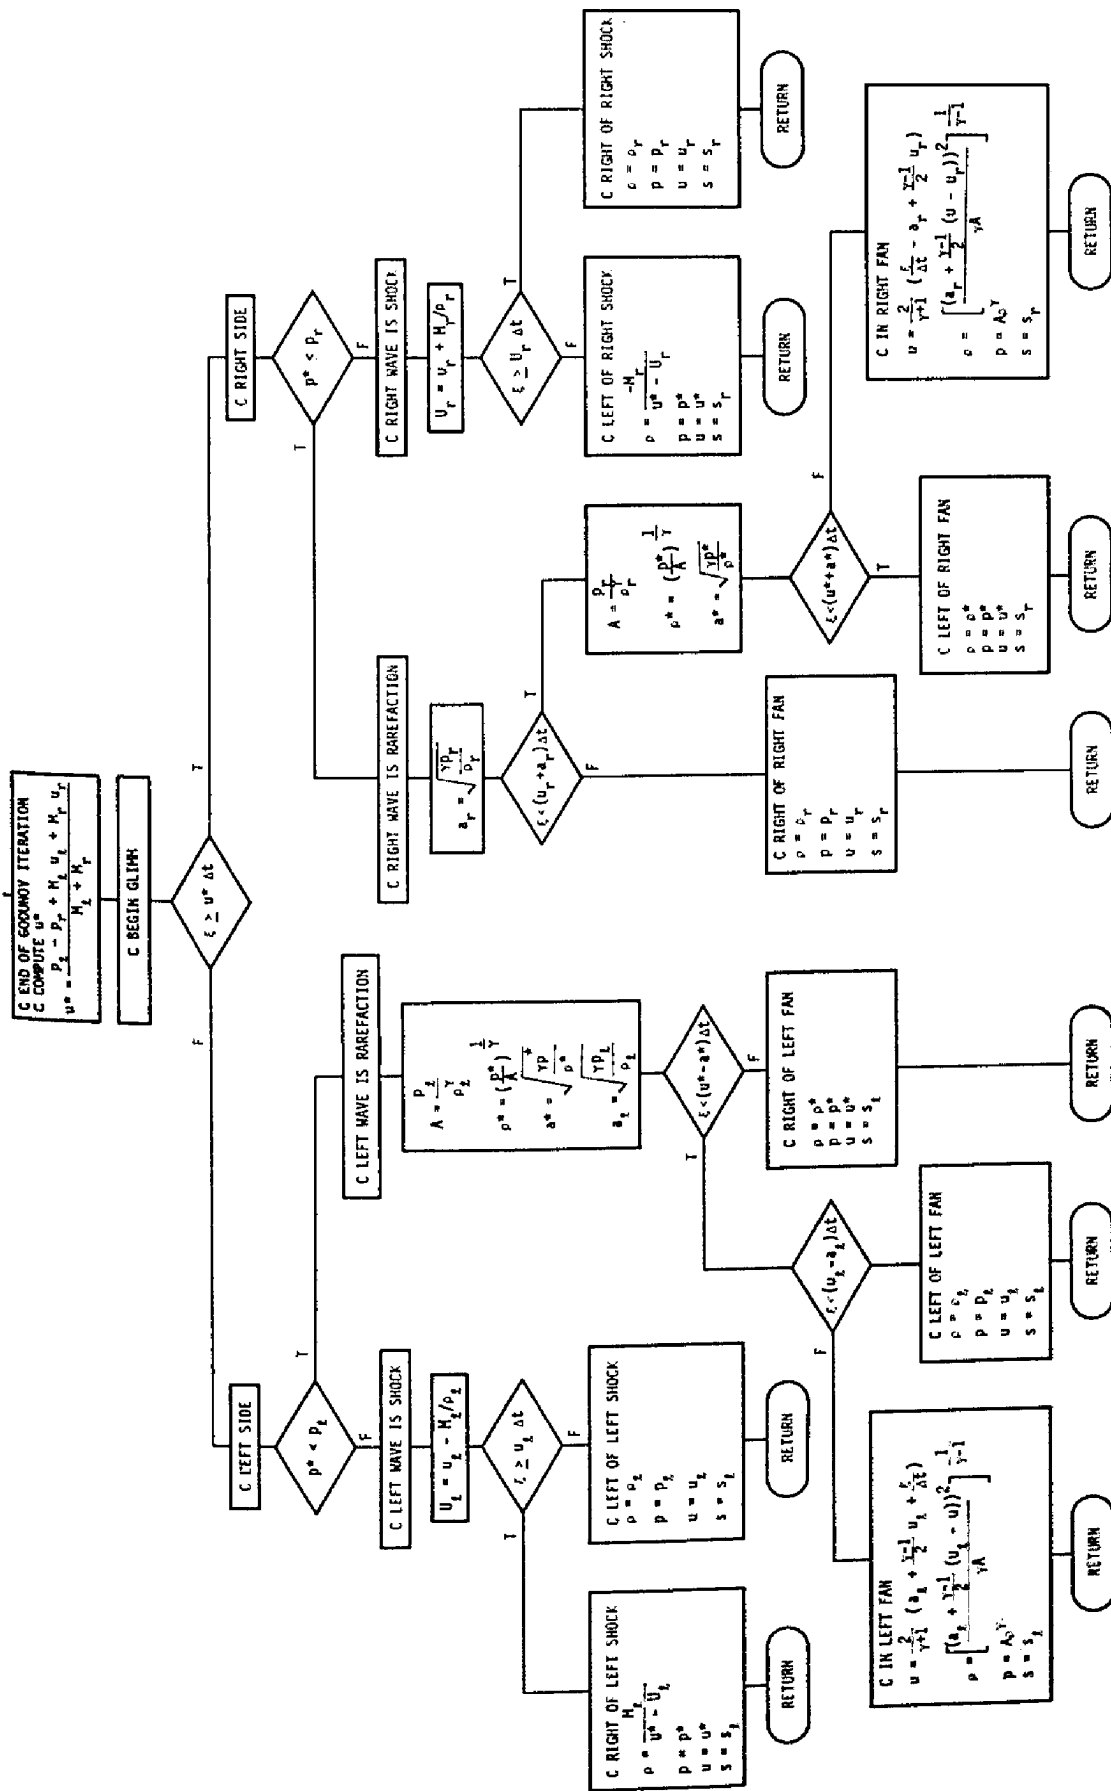 C END OF GODUNOV ITERATION
C COMPUTE u*
u* = (p_ℓ - p_r + M_ℓ u_ℓ + M_r u_r) / (M_ℓ + M_r)
C BEGIN GLIMM
ξ ≥ u* Δt
F
T
C LEFT SIDE
p* < p_ℓ
T
F
C LEFT WAVE IS SHOCK
U_ℓ = u_ℓ - M_ℓ/ρ_ℓ
ξ ≥ u_ℓ Δt
T
F
C RIGHT OF LEFT SHOCK
ρ = M_ℓ / (u* - U_ℓ)
p = p*
u = u*
s = s_ℓ
RETURN
C LEFT OF LEFT SHOCK
ρ = ρ_ℓ
p = p_ℓ
u = u_ℓ
s = s_ℓ
RETURN
C LEFT WAVE IS RAREFACTION
A = p_ℓ / ρ_ℓ^γ
ρ* = (p*/A)^(1/γ)
a* = √(γp*/ρ*)
a_ℓ = √(γp_ℓ/ρ_ℓ)
ξ<(u*-a*)Δt
T
F
ξ<(u_ℓ-a_ℓ)Δt
F
T
C IN LEFT FAN
u = 2/(γ+1) (a_ℓ + (γ-1)/2 u_ℓ + ξ/Δt)
ρ = [(a_ℓ + (γ-1)/2 (u_ℓ - u))² / γA]^(1/(γ-1))
p = Aρ^γ
s = s_ℓ
RETURN
C LEFT OF LEFT FAN
ρ = ρ_ℓ
p = p_ℓ
u = u_ℓ
s = s_ℓ
RETURN
C RIGHT OF LEFT FAN
ρ = ρ*
p = p*
u = u*
s = s_ℓ
RETURN
C RIGHT SIDE
p* < p_r
T
F
C RIGHT WAVE IS RAREFACTION
a_r = √(γp_r/ρ_r)
ξ<(u_r+a_r)Δt
T
F
C RIGHT OF RIGHT FAN
ρ = ρ_r
p = p_r
u = u_r
s = s_r
RETURN
A = p_r / ρ_r^γ
ρ* = (p*/A)^(1/γ)
a* = √(γp*/ρ*)
ξ<(u*+a*)Δt
F
T
C LEFT OF RIGHT FAN
ρ = ρ*
p = p*
u = u*
s = s_r
RETURN
C IN RIGHT FAN
u = 2/(γ+1) (ξ/Δt - a_r + (γ-1)/2 u_r)
ρ = [(a_r + (γ-1)/2 (u - u_r))² / γA]^(1/(γ-1))
p = Aρ^γ
s = s_r
RETURN
C RIGHT WAVE IS SHOCK
U_r = u_r + M_r/ρ_r
ξ ≥ U_r Δt
T
F
C LEFT OF RIGHT SHOCK
ρ = -M_r / (u* - U_r)
p = p*
u = u*
s = s_r
RETURN
C RIGHT OF RIGHT SHOCK
ρ = ρ_r
p = p_r
u = u_r
s = s_r
RETURN